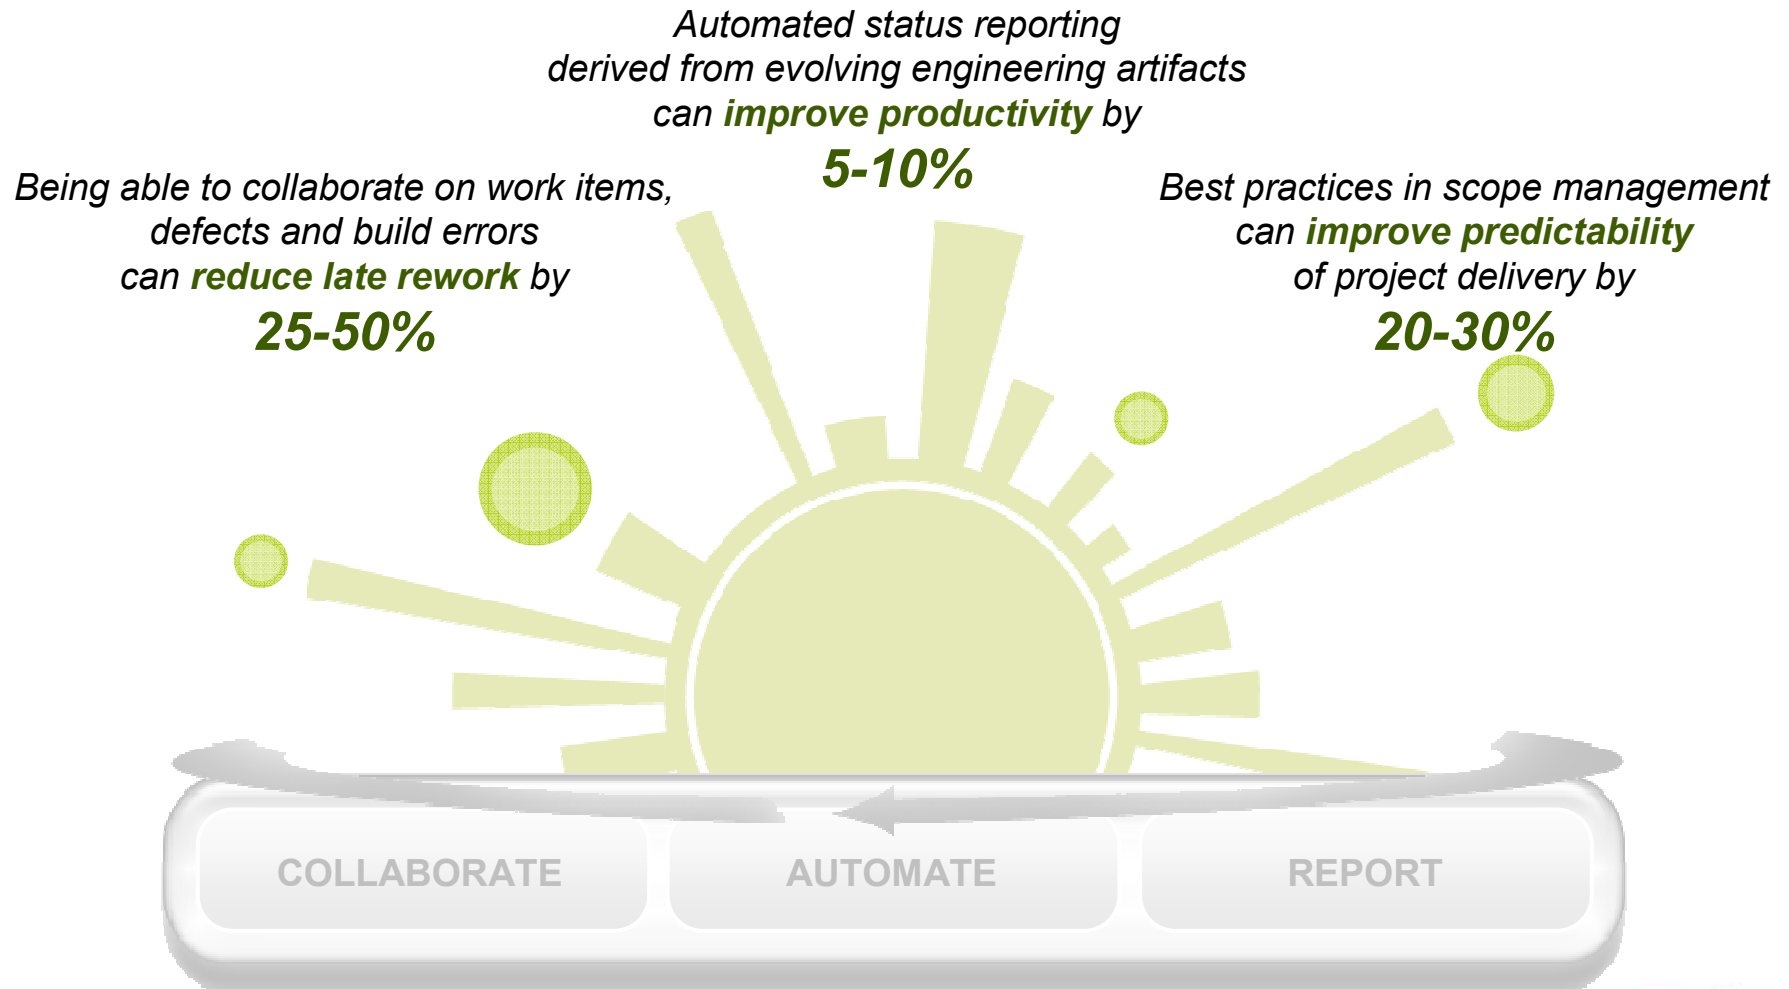 Automated status reporting
derived from evolving engineering artifacts
can improve productivity by
5-10%
Being able to collaborate on work items,
defects and build errors
can reduce late rework by
25-50%
Best practices in scope management
can improve predictability
of project delivery by
20-30%
COLLABORATE
AUTOMATE
REPORT